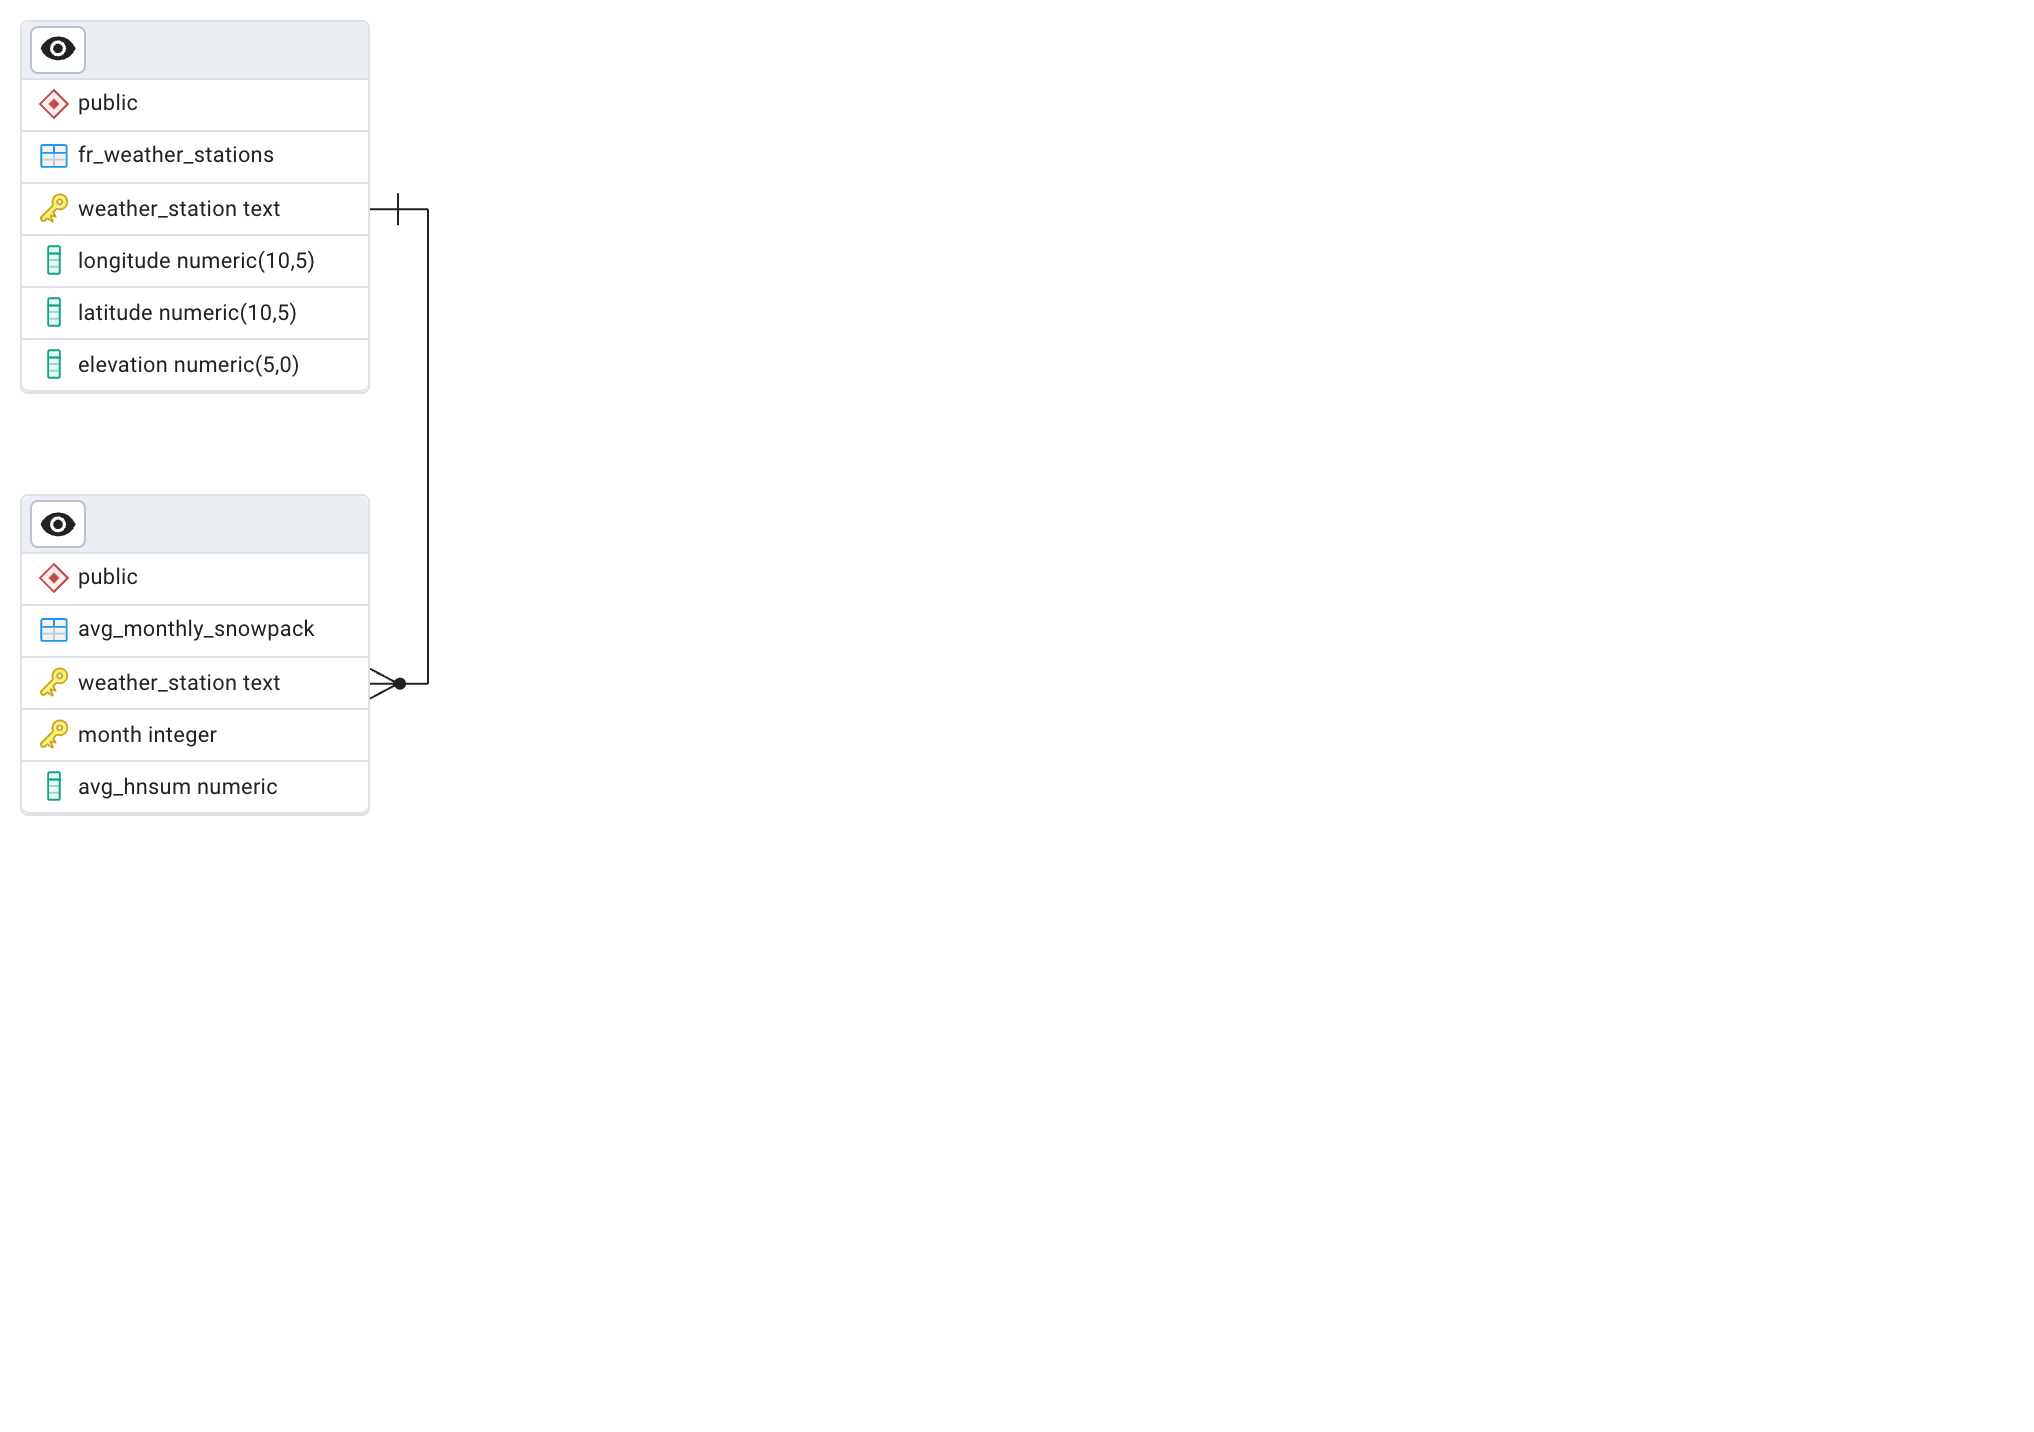 public
fr_weather_stations
weather_station text
longitude numeric(10,5)
latitude numeric(10,5)
elevation numeric(5,0)
public
avg_monthly_snowpack
weather_station text
month integer
avg_hnsum numeric